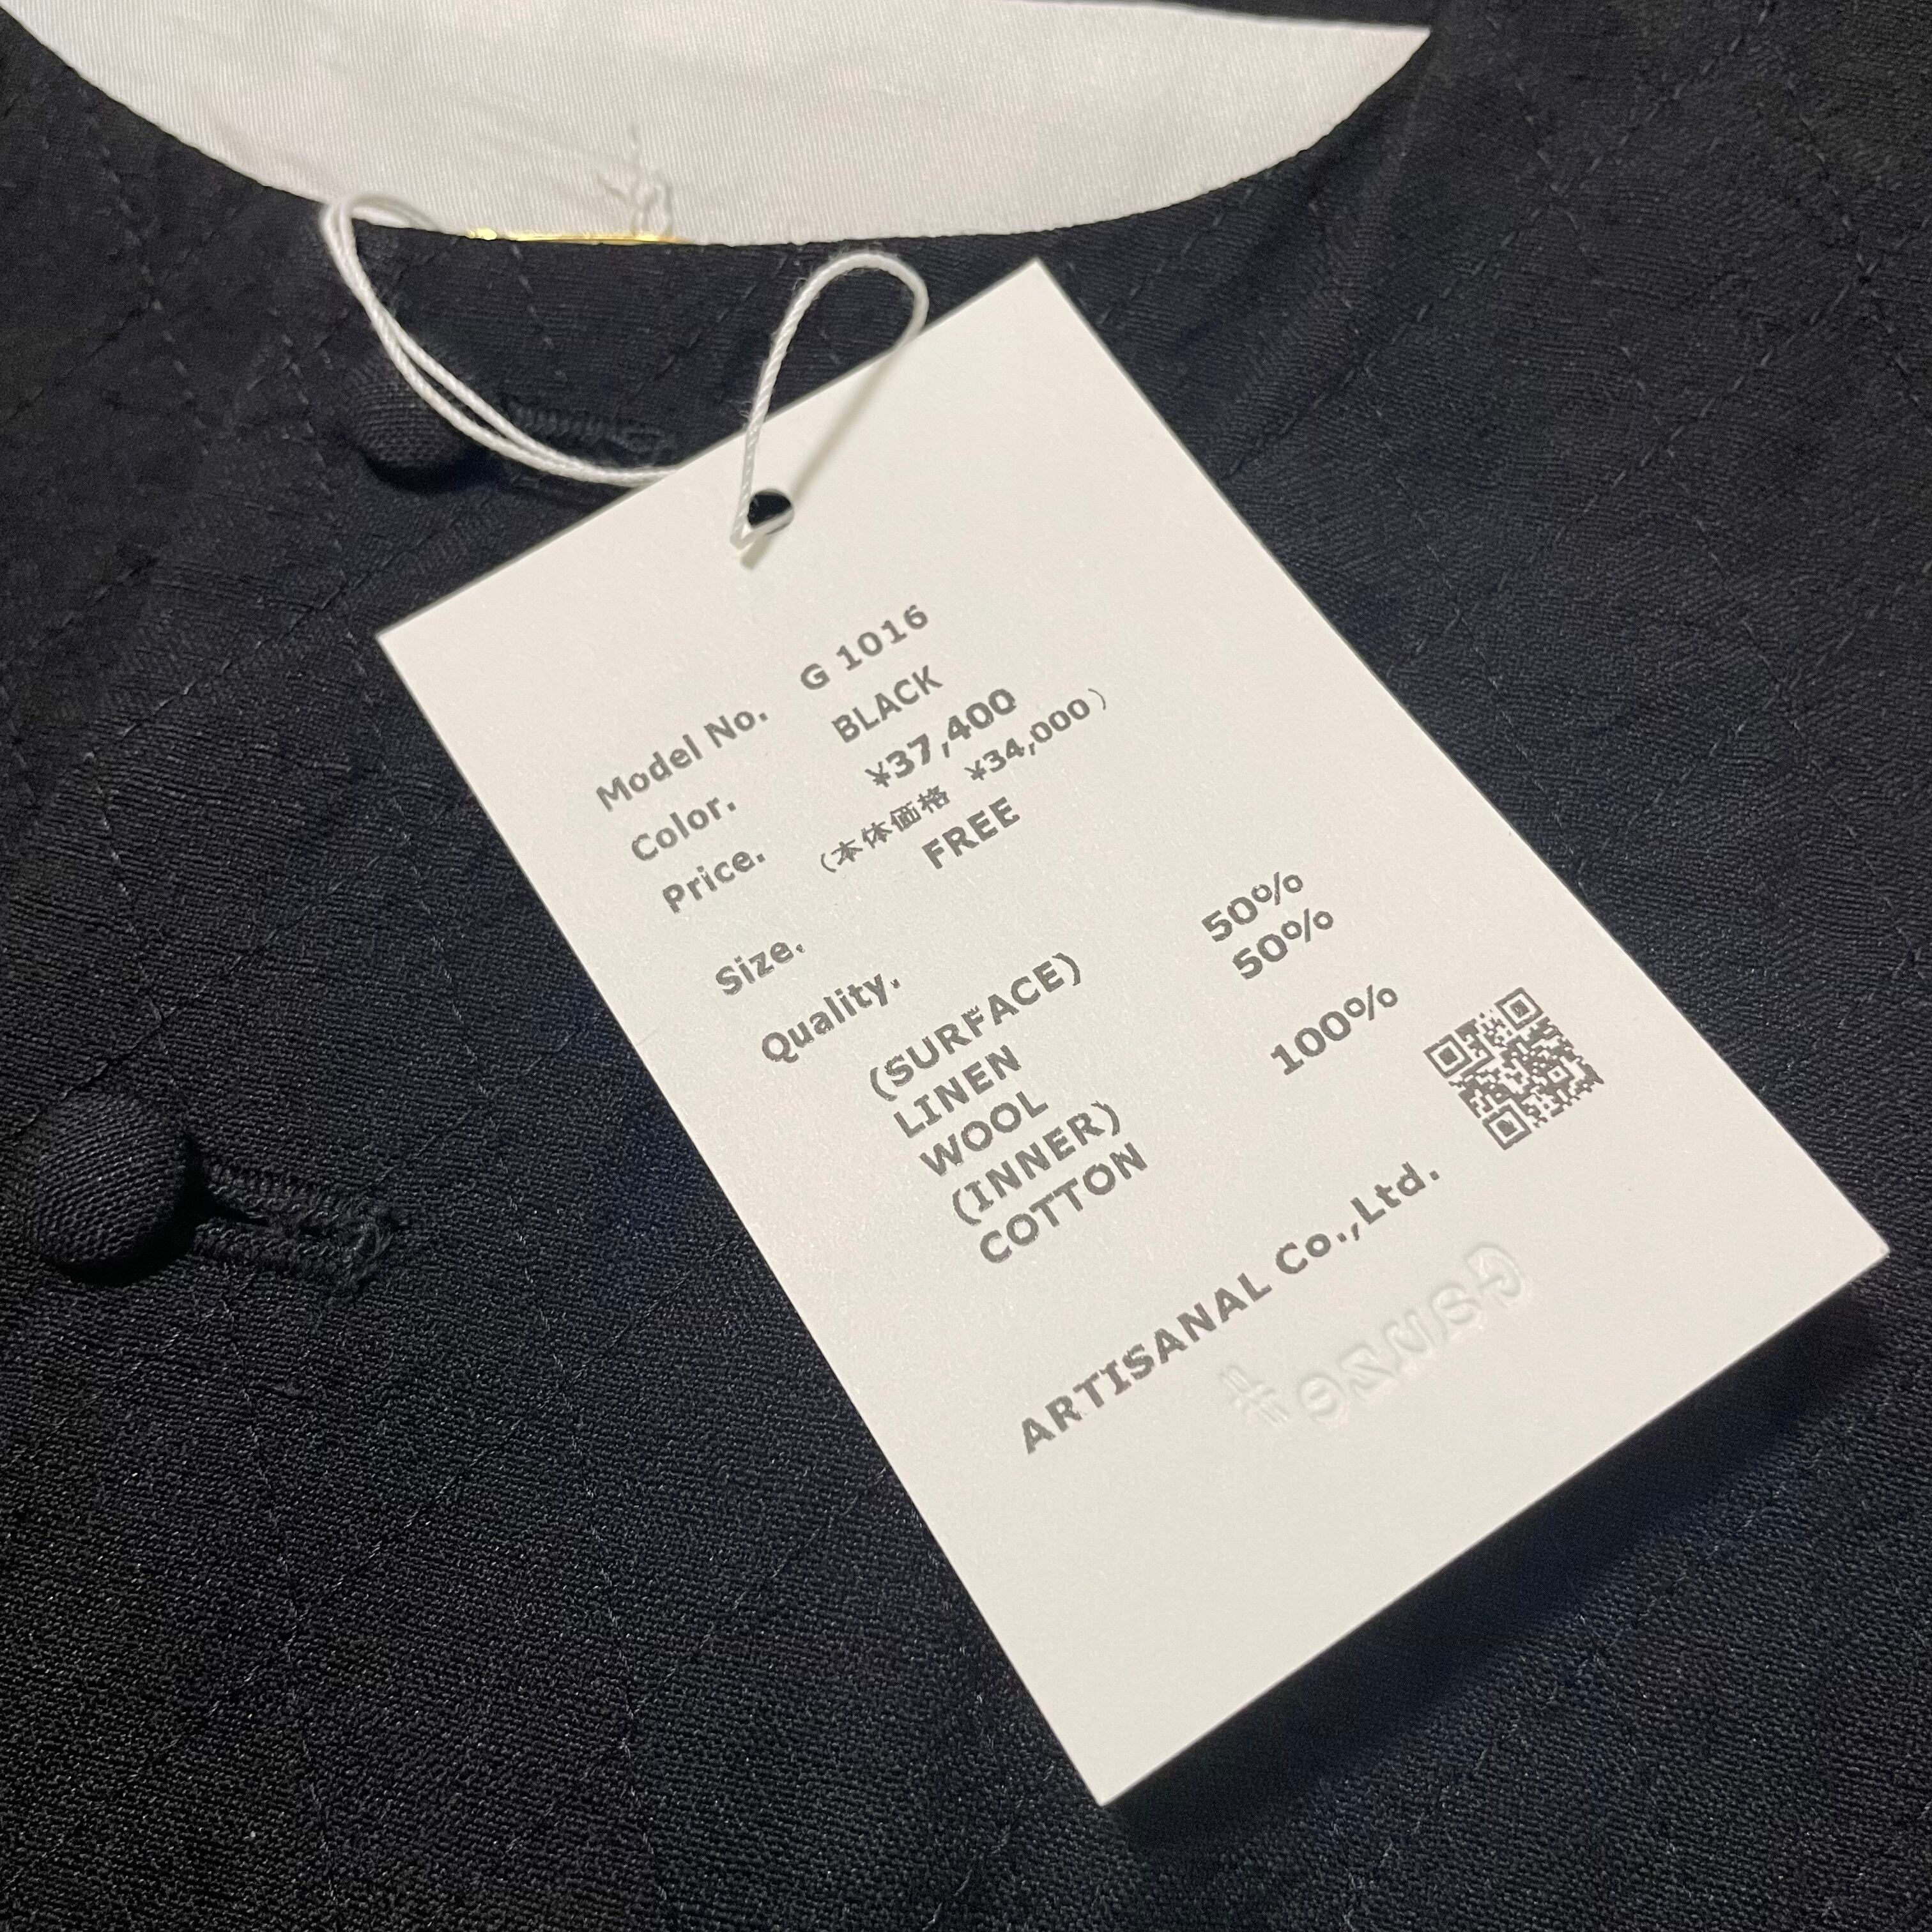 Model No. G 1016
Color. BLACK
Price. ¥37,400
（本体価格 ¥34,000）
Size. FREE
Quality.
(SURFACE)
LINEN 50%
WOOL 50%
(INNER)
COTTON 100%
ARTISANAL Co.,Ltd.